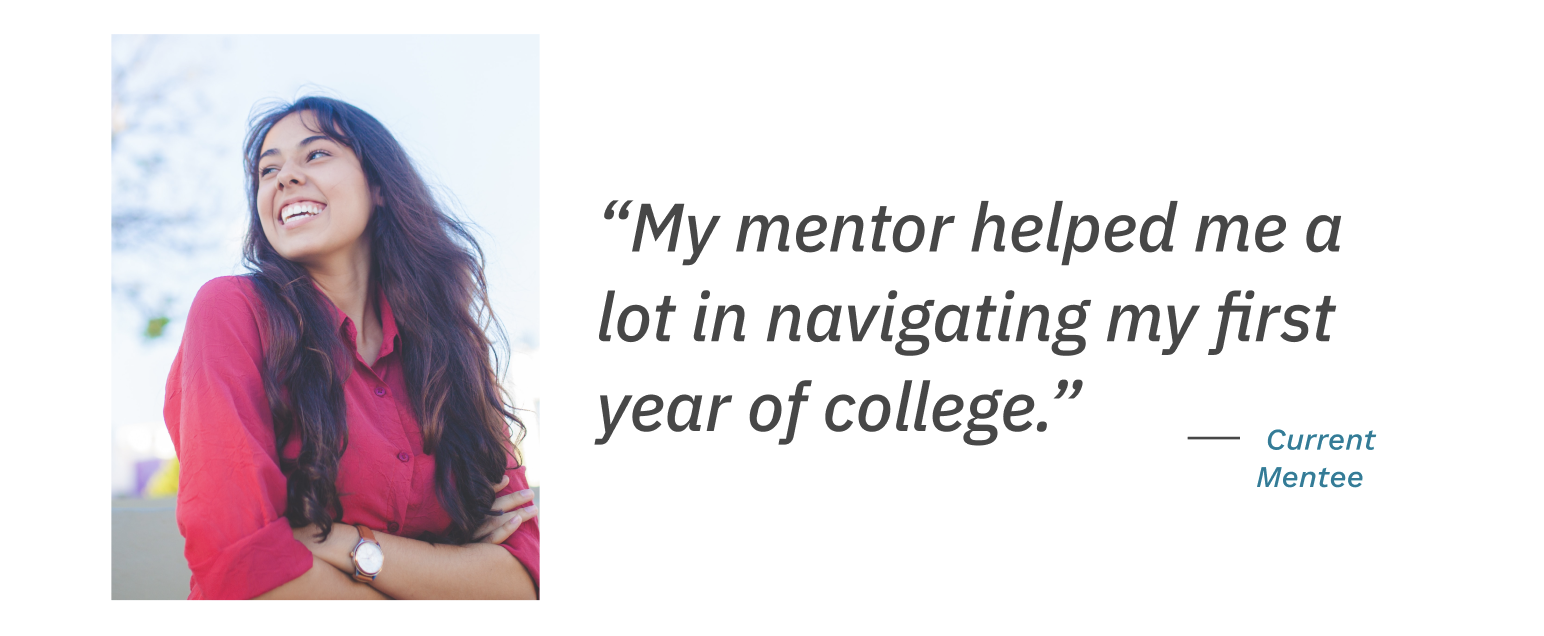 “My mentor helped me a
lot in navigating my first
year of college.”
— Current
Mentee